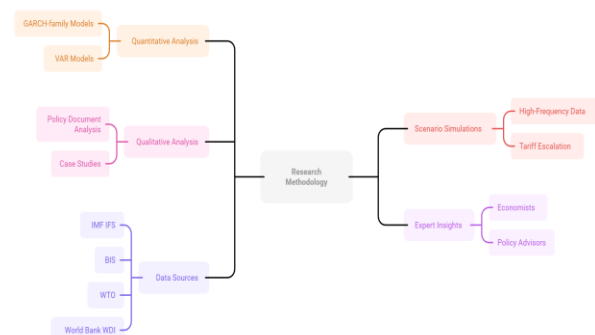 GARCH-family Models
VAR Models
Quantitative Analysis
Policy Document
Analysis
Case Studies
Qualitative Analysis
IMF IFS
BIS
WTO
World Bank WDI
Data Sources
Research
Methodology
Scenario Simulations
High-Frequency Data
Tariff Escalation
Expert Insights
Economists
Policy Advisors